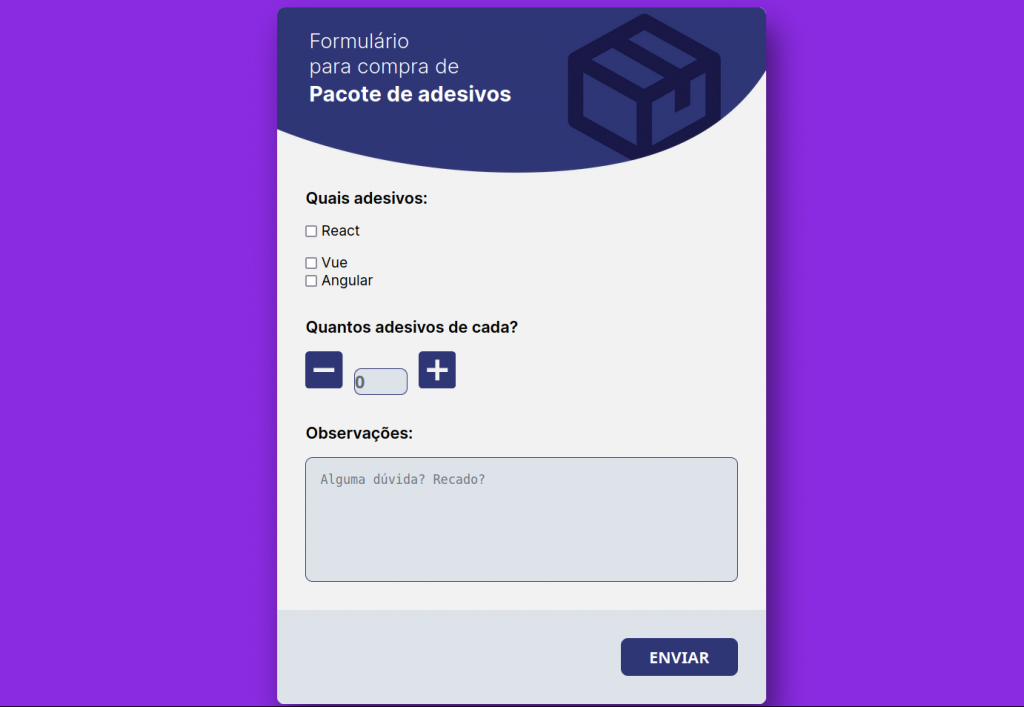 Formulário
para compra de
Pacote de adesivos
Quais adesivos:
React
Vue
Angular
Quantos adesivos de cada?
0
Observações:
Alguma dúvida? Recado?
ENVIAR